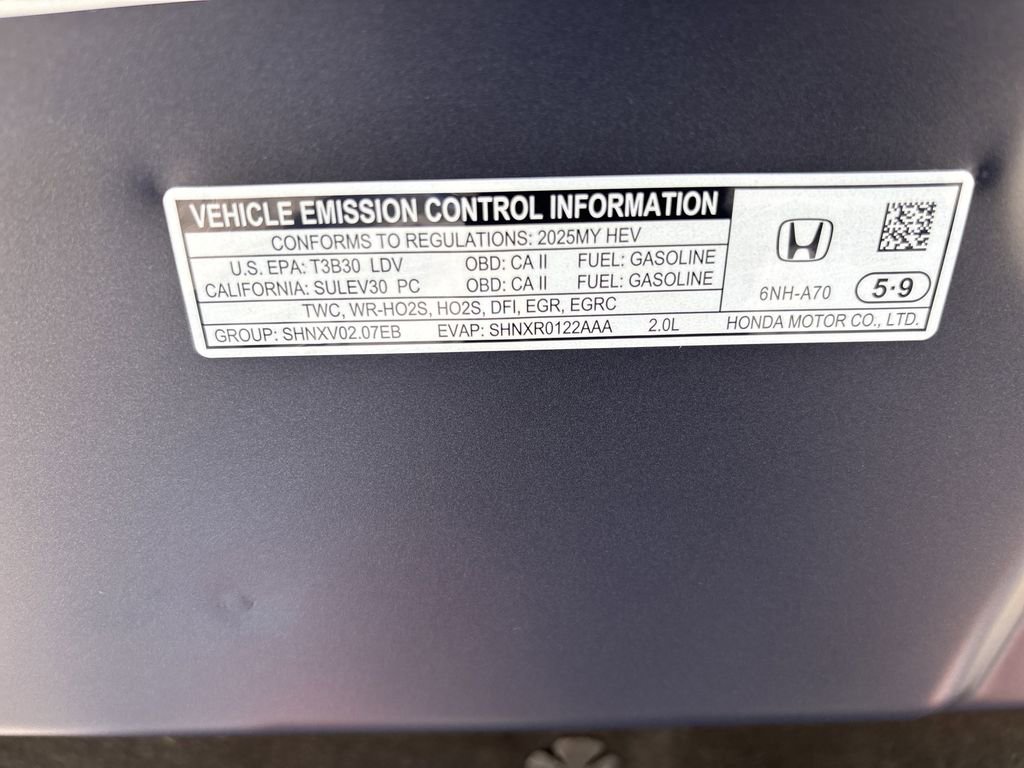 VEHICLE EMISSION CONTROL INFORMATION
CONFORMS TO REGULATIONS: 2025MY HEV
U.S. EPA: T3B30 LDV OBD: CA II FUEL: GASOLINE
CALIFORNIA: SULEV30 PC OBD: CA II FUEL: GASOLINE
TWC, WR-HO2S, HO2S, DFI, EGR, EGRC
GROUP: SHNXV02.07EB EVAP: SHNXR0122AAA 2.0L
6NH-A70 5·9
HONDA MOTOR CO., LTD.